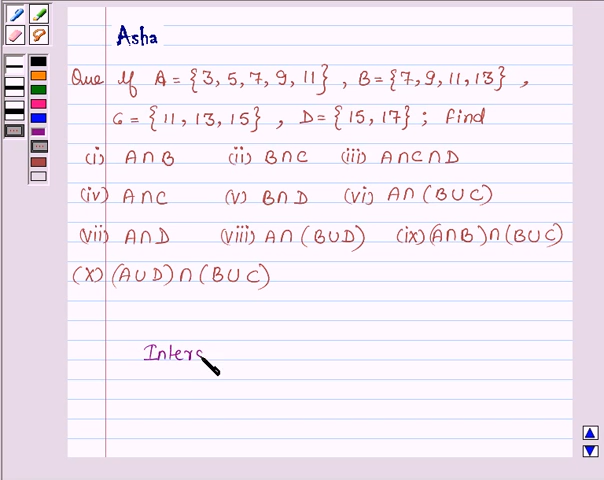 Asha
Que If A = {3, 5, 7, 9, 11} , B = {7, 9, 11, 13} ,
C = {11, 13, 15} , D = {15, 17} ; find
(i) A ∩ B (ii) B ∩ C (iii) A ∩ C ∩ D
(iv) A ∩ C (v) B ∩ D (vi) A ∩ (B ∪ C)
(vii) A ∩ D (viii) A ∩ (B ∪ D) (ix) (A ∩ B) ∩ (B ∪ C)
(x) (A ∪ D) ∩ (B ∪ C)
Inters